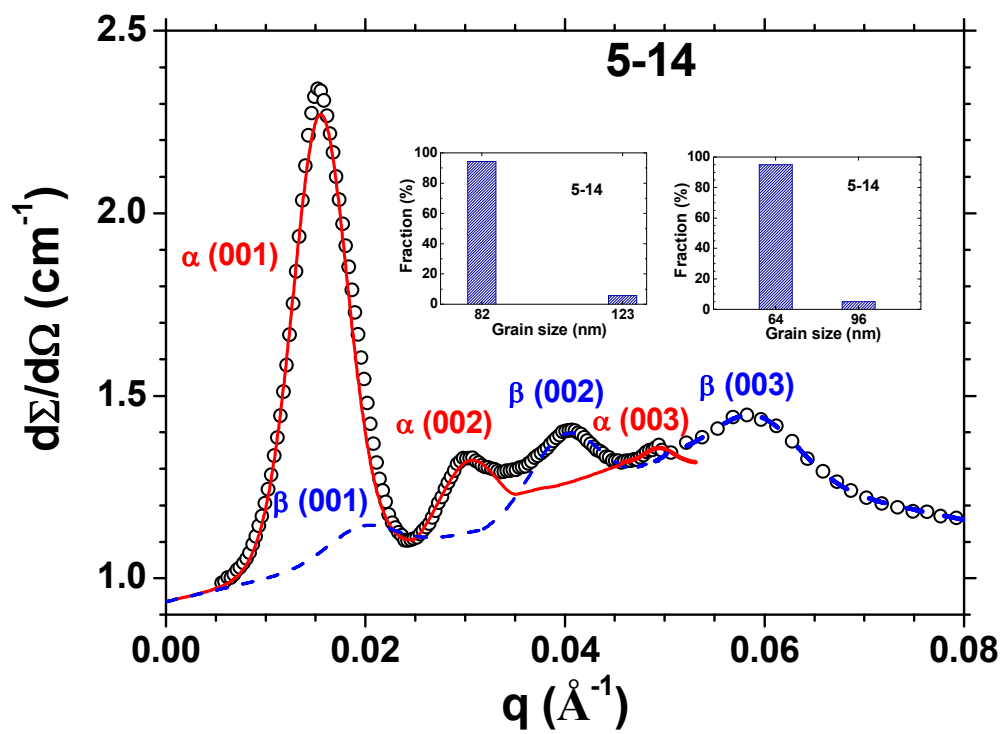 5-14
2.5
2.0
1.5
1.0
dΣ/dΩ (cm⁻¹)
α (001)
α (002)
β (001)
β (002)
α (003)
β (003)
100
80
60
40
20
0
Fraction (%)
5-14
82 123
Grain size (nm)
100
80
60
40
20
0
Fraction (%)
5-14
64 96
Grain size (nm)
0.00 0.02 0.04 0.06 0.08
q (Å⁻¹)